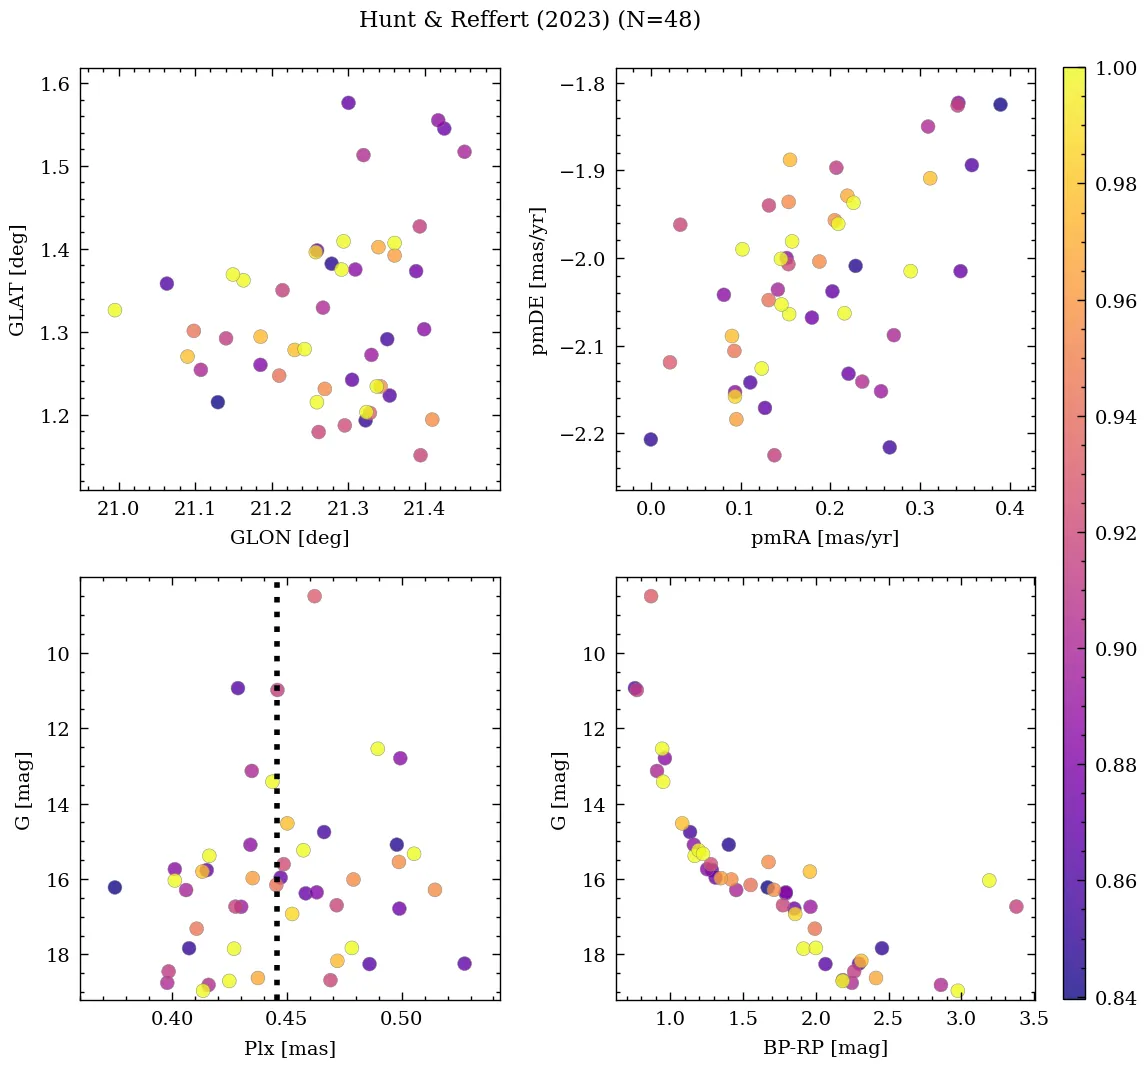 Hunt & Reffert (2023) (N=48)
1.6
1.5
1.4
1.3
1.2
GLAT [deg]
21.0 21.1 21.2 21.3 21.4
GLON [deg]
−1.8
−1.9
−2.0
−2.1
−2.2
pmDE [mas/yr]
0.0 0.1 0.2 0.3 0.4
pmRA [mas/yr]
10
12
14
16
18
G [mag]
0.40 0.45 0.50
Plx [mas]
10
12
14
16
18
G [mag]
1.0 1.5 2.0 2.5 3.0 3.5
BP-RP [mag]
1.00
0.98
0.96
0.94
0.92
0.90
0.88
0.86
0.84